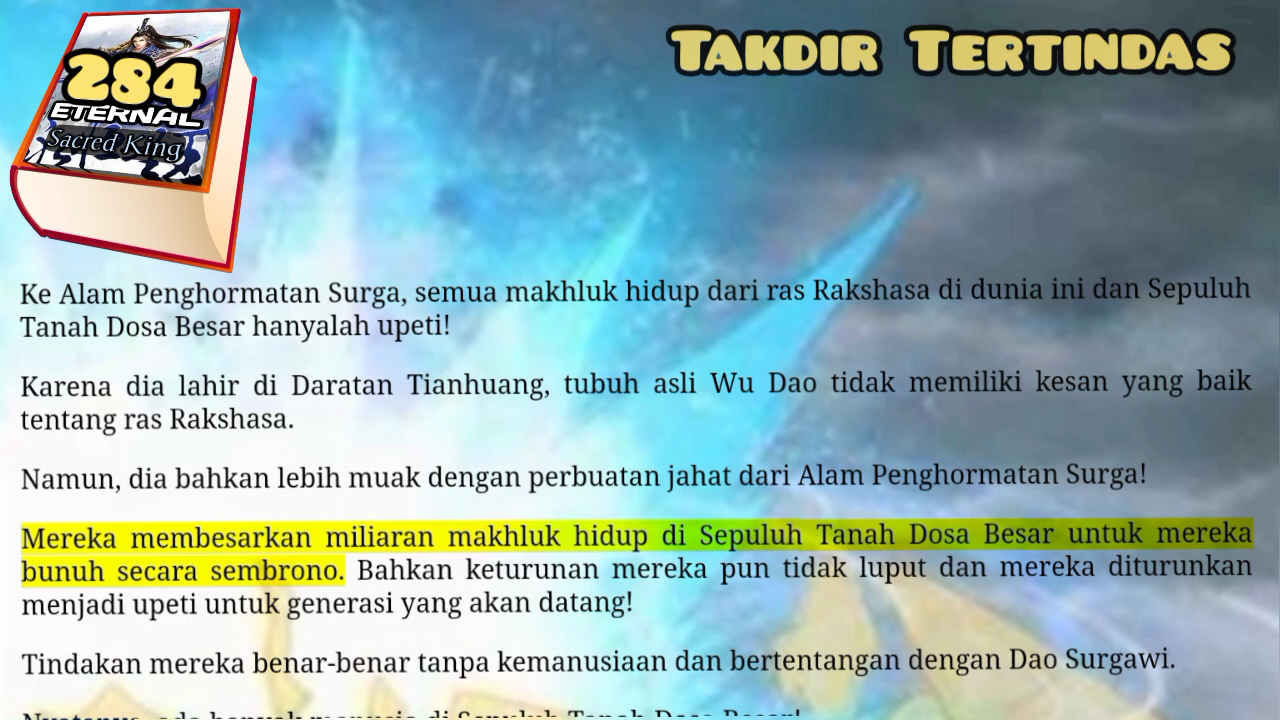 284
ETERNAL
Sacred King
TAKDIR TERTINDAS
Ke Alam Penghormatan Surga, semua makhluk hidup dari ras Rakshasa di dunia ini dan Sepuluh
Tanah Dosa Besar hanyalah upeti!
Karena dia lahir di Daratan Tianhuang, tubuh asli Wu Dao tidak memiliki kesan yang baik
tentang ras Rakshasa.
Namun, dia bahkan lebih muak dengan perbuatan jahat dari Alam Penghormatan Surga!
Mereka membesarkan miliaran makhluk hidup di Sepuluh Tanah Dosa Besar untuk mereka
bunuh secara sembrono. Bahkan keturunan mereka pun tidak luput dan mereka diturunkan
menjadi upeti untuk generasi yang akan datang!
Tindakan mereka benar-benar tanpa kemanusiaan dan bertentangan dengan Dao Surgawi.